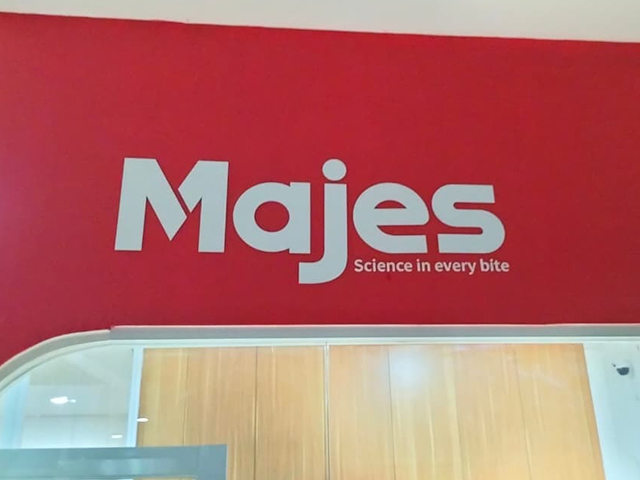 Majes
Science in every bite